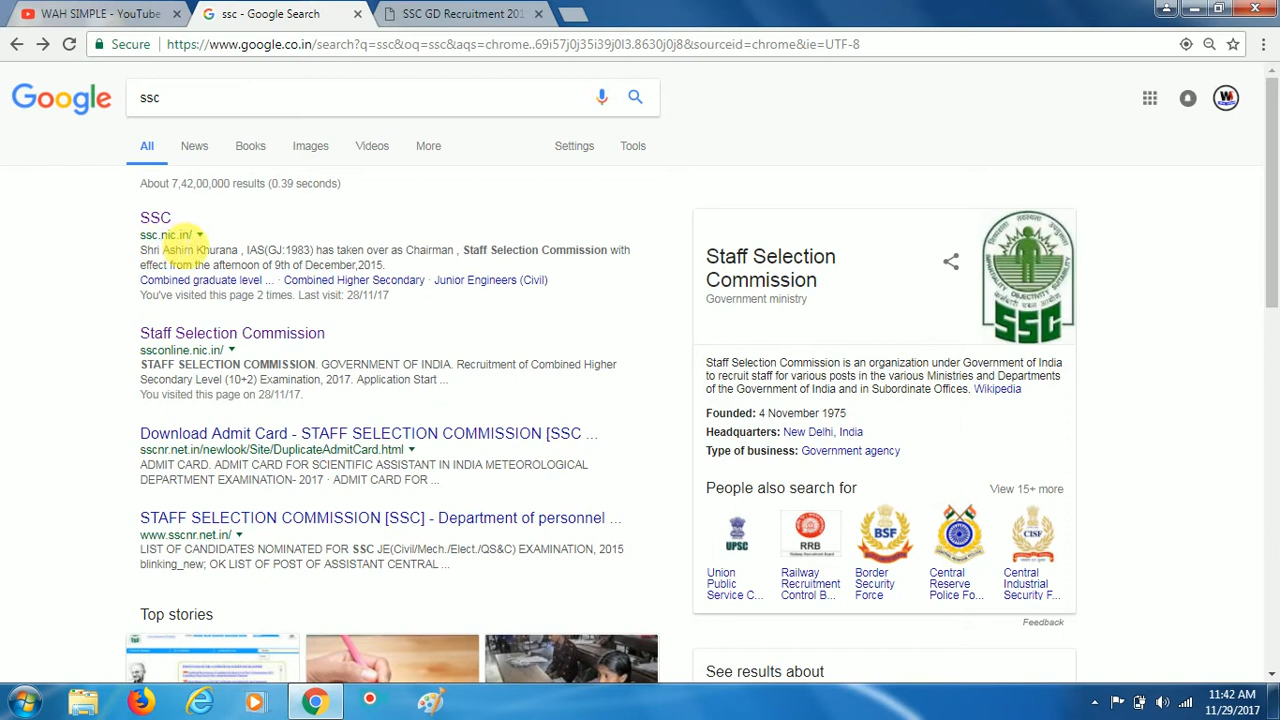 WAH SIMPLE - YouTube
ssc - Google Search
SSC GD Recruitment 201
Secure
https://www.google.co.in/search?q=ssc&oq=ssc&aqs=chrome..69i57j0j35i39j0l3.8630j0j8&sourceid=chrome&ie=UTF-8
Google
ssc
All News Books Images Videos More Settings Tools
About 7,42,00,000 results (0.39 seconds)
SSC
ssc.nic.in/
Shri Ashim Khurana , IAS(GJ:1983) has taken over as Chairman , Staff Selection Commission with
effect from the afternoon of 9th of December,2015.
Combined graduate level ... · Combined Higher Secondary · Junior Engineers (Civil)
You've visited this page 2 times. Last visit: 28/11/17
Staff Selection Commission
ssconline.nic.in/
STAFF SELECTION COMMISSION. GOVERNMENT OF INDIA. Recruitment of Combined Higher
Secondary Level (10+2) Examination, 2017. Application Start ...
You visited this page on 28/11/17.
Download Admit Card - STAFF SELECTION COMMISSION [SSC ...
sscnr.net.in/newlook/Site/DuplicateAdmitCard.html
ADMIT CARD. ADMIT CARD FOR SCIENTIFIC ASSISTANT IN INDIA METEOROLOGICAL
DEPARTMENT EXAMINATION- 2017 · ADMIT CARD FOR ...
STAFF SELECTION COMMISSION [SSC] - Department of personnel ...
www.sscnr.net.in/
LIST OF CANDIDATES NOMINATED FOR SSC JE(Civil/Mech./Elect./QS&C) EXAMINATION, 2015
blinking_new; OK LIST OF POST OF ASSISTANT CENTRAL ...
Top stories
Staff Selection
Commission
Government ministry
SSC
Staff Selection Commission is an organization under Government of India
to recruit staff for various posts in the various Ministries and Departments
of the Government of India and in Subordinate Offices. Wikipedia
Founded: 4 November 1975
Headquarters: New Delhi, India
Type of business: Government agency
People also search for
View 15+ more
UPSC
RRB
BSF
CISF
Union
Public
Service C...
Railway
Recruitment
Control B...
Border
Security
Force
Central
Reserve
Police Fo...
Central
Industrial
Security F...
Feedback
See results about
11:42 AM
11/29/2017